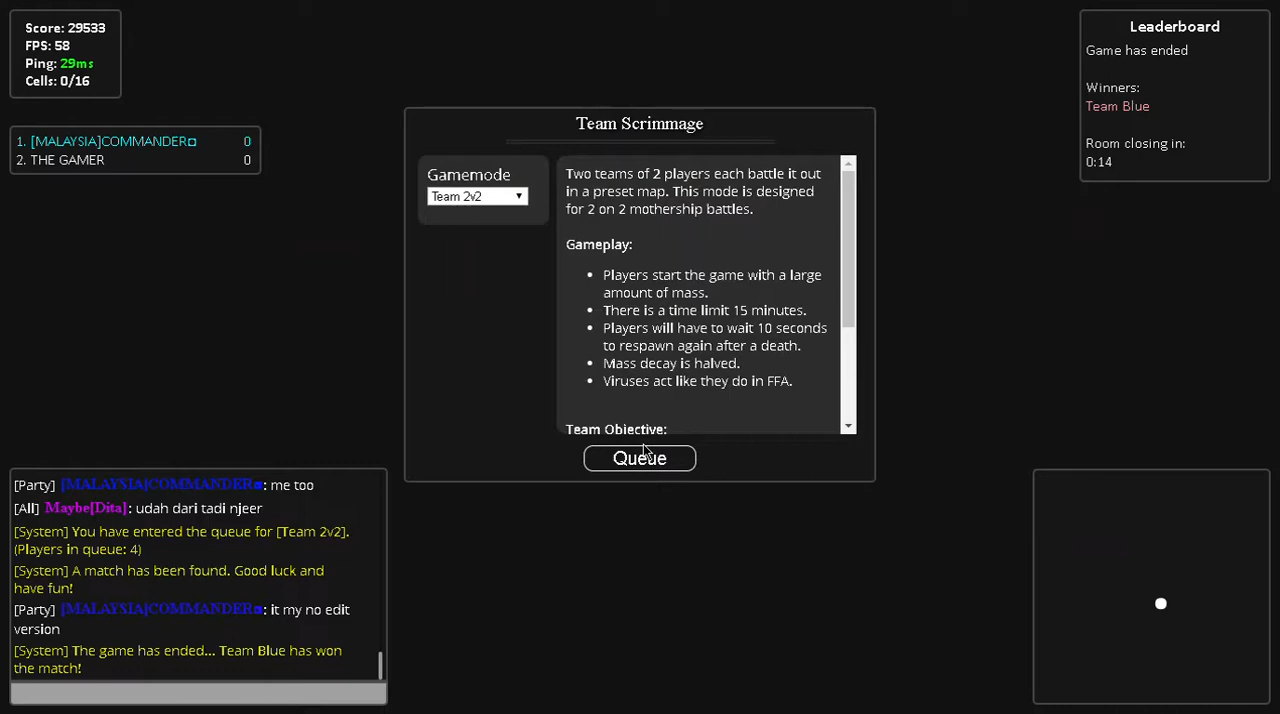 Score: 29533
FPS: 58
Ping: 29ms
Cells: 0/16
1. [MALAYSIA]COMMANDER◘ 0
2. THE GAMER 0
Team Scrimmage
Gamemode
Team 2v2
Two teams of 2 players each battle it out
in a preset map. This mode is designed
for 2 on 2 mothership battles.
Gameplay:
• Players start the game with a large
amount of mass.
• There is a time limit 15 minutes.
• Players will have to wait 10 seconds
to respawn again after a death.
• Mass decay is halved.
• Viruses act like they do in FFA.
Team Objective:
Queue
Leaderboard
Game has ended
Winners:
Team Blue
Room closing in:
0:14
[Party] [MALAYSIA]COMMANDER◘: me too
[All] Maybe[Dita]: udah dari tadi njeer
[System] You have entered the queue for [Team 2v2].
(Players in queue: 4)
[System] A match has been found. Good luck and
have fun!
[Party] [MALAYSIA]COMMANDER◘: it my no edit
version
[System] The game has ended... Team Blue has won
the match!